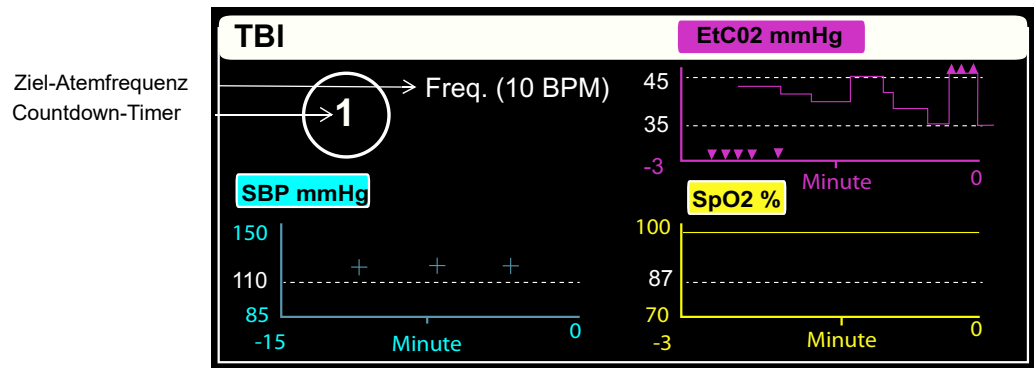 TBI
EtC02 mmHg
Ziel-Atemfrequenz
Countdown-Timer
Freq. (10 BPM)
1
45
35
-3
Minute
0
SBP mmHg
150
110
85
-15
Minute
0
SpO2 %
100
87
70
-3
Minute
0